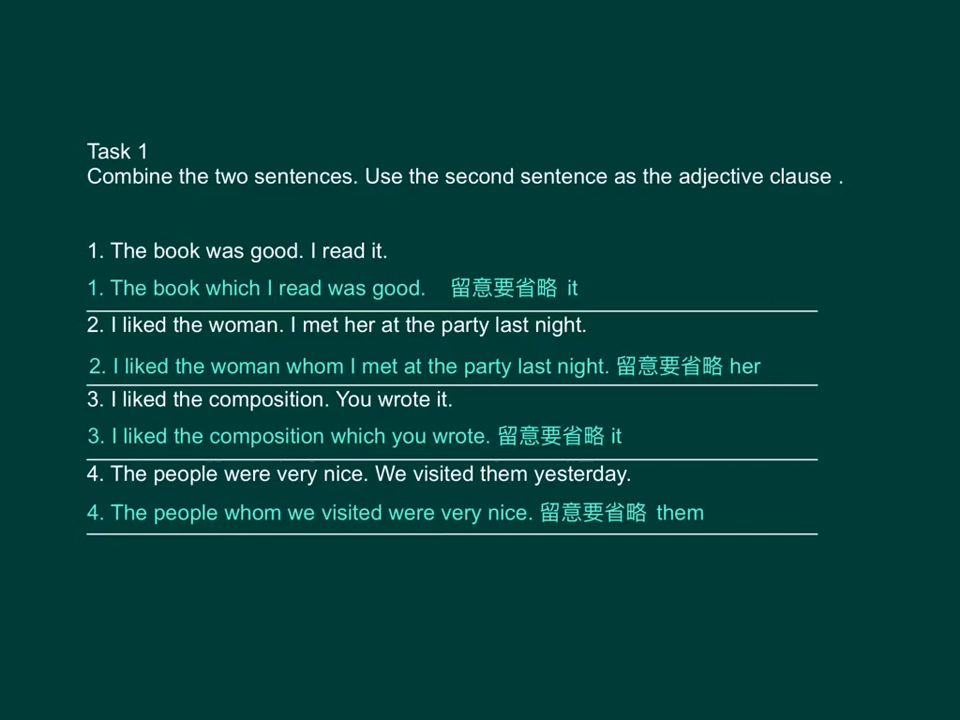 Task 1
Combine the two sentences. Use the second sentence as the adjective clause .
1. The book was good. I read it.
1. The book which I read was good. 留意要省略 it
2. I liked the woman. I met her at the party last night.
2. I liked the woman whom I met at the party last night. 留意要省略 her
3. I liked the composition. You wrote it.
3. I liked the composition which you wrote. 留意要省略 it
4. The people were very nice. We visited them yesterday.
4. The people whom we visited were very nice. 留意要省略 them